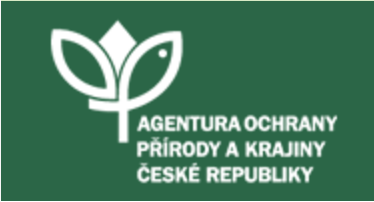 AGENTURA OCHRANY
PŘÍRODY A KRAJINY
ČESKÉ REPUBLIKY